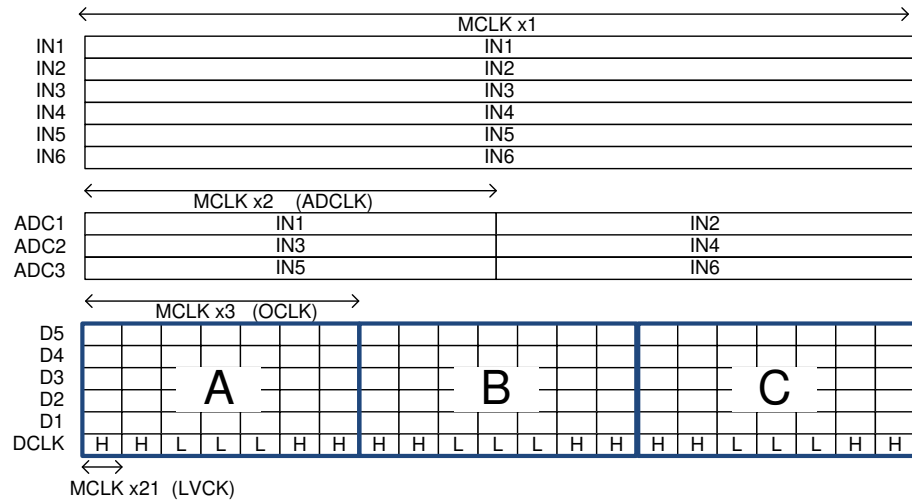 MCLK x1
IN1 IN1
IN2 IN2
IN3 IN3
IN4 IN4
IN5 IN5
IN6 IN6
MCLK x2 (ADCLK)
ADC1 IN1 IN2
ADC2 IN3 IN4
ADC3 IN5 IN6
MCLK x3 (OCLK)
D5
D4
D3
D2
D1
A B C
DCLK H H L L L H H H H L L L H H H H L L L H H
MCLK x21 (LVCK)